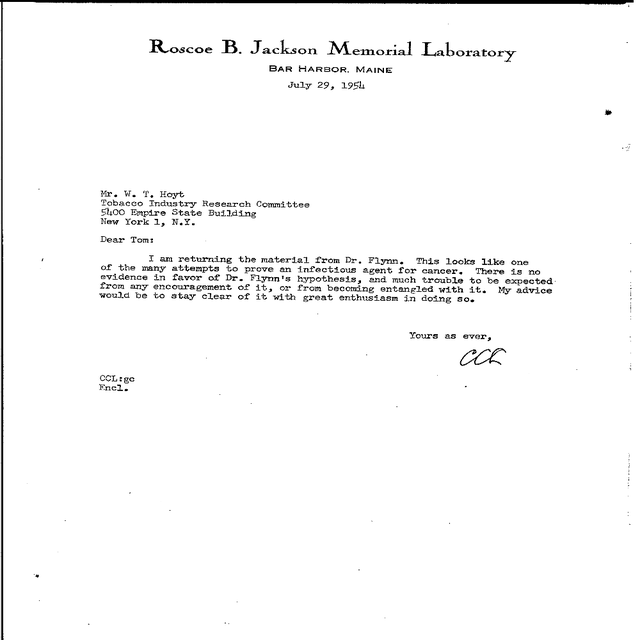 Roscoe B. Jackson Memorial Laboratory
Bar Harbor, Maine
July 29, 1954
Mr. W. T. Hoyt
Tobacco Industry Research Committee
5400 Empire State Building
New York 1, N.Y.
Dear Tom:
I am returning the material from Dr. Flynn. This looks like one
of the many attempts to prove an infectious agent for cancer. There is no
evidence in favor of Dr. Flynn's hypothesis, and much trouble to be expected
from any encouragement of it, or from becoming entangled with it. My advice
would be to stay clear of it with great enthusiasm in doing so.
Yours as ever,
CCL
CCL:gc
Encl.